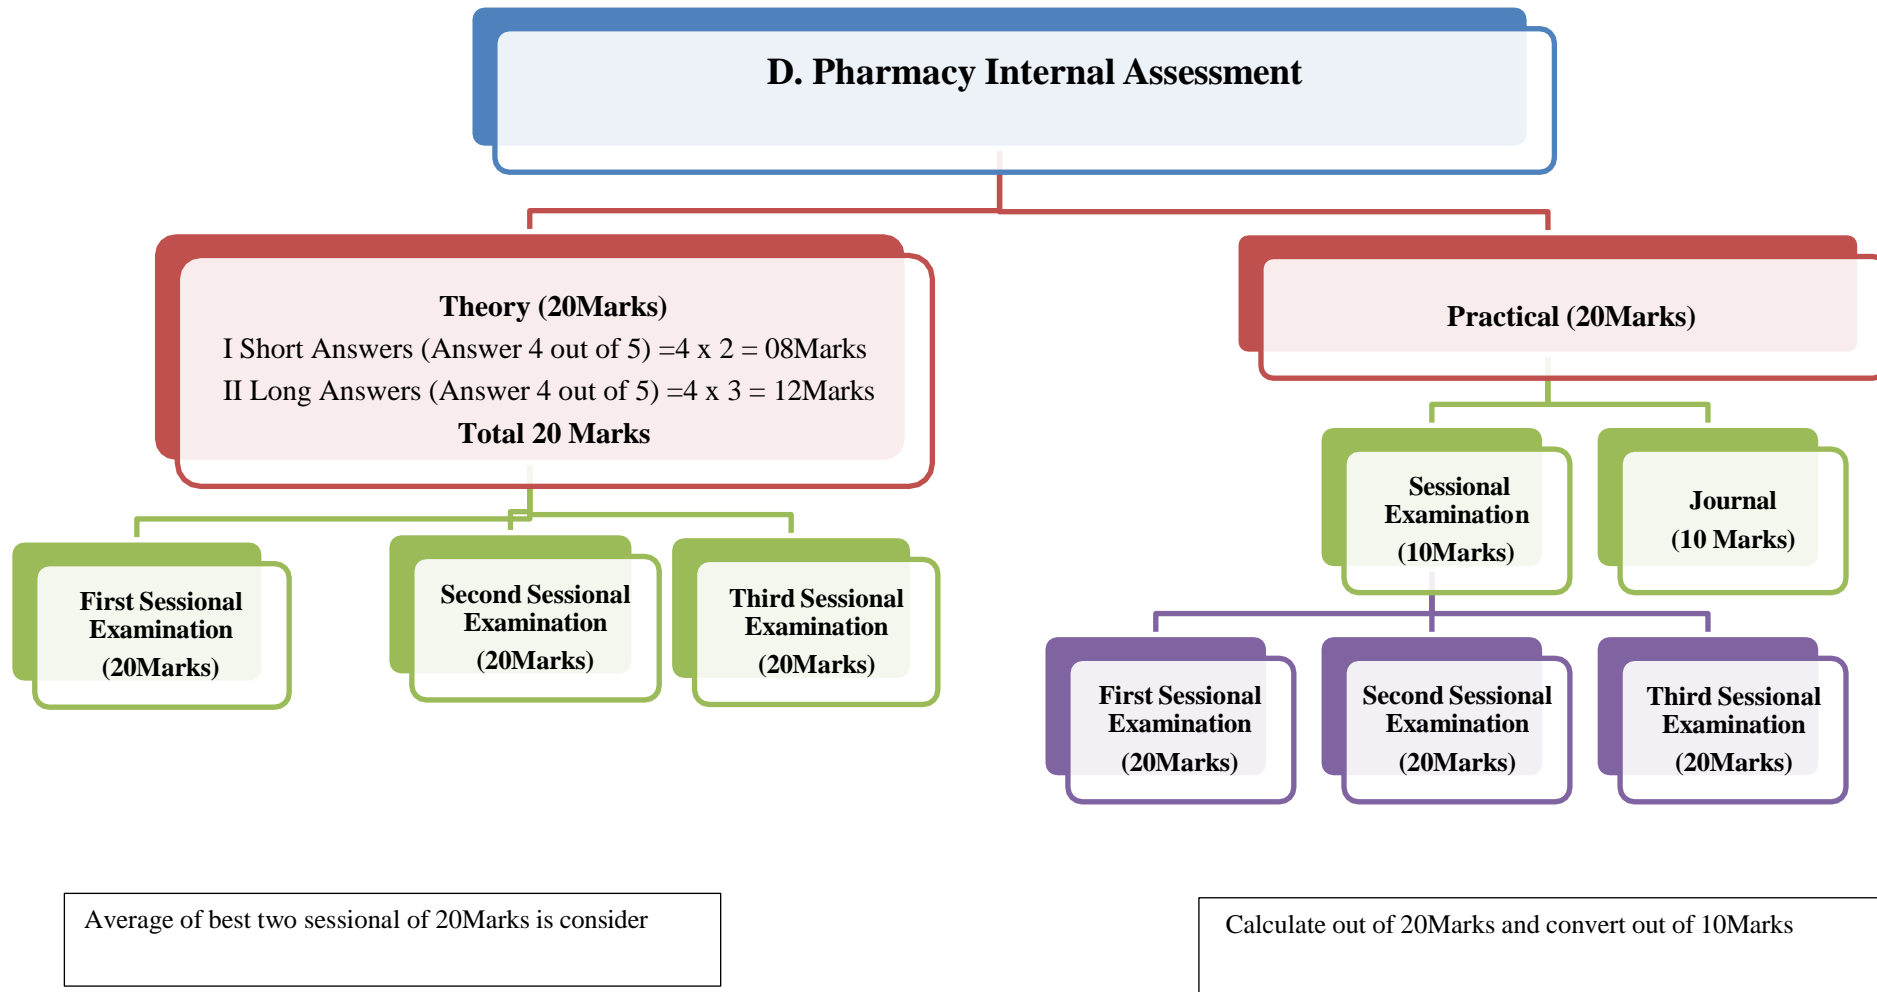 D. Pharmacy Internal Assessment
Theory (20Marks)
I Short Answers (Answer 4 out of 5) =4 x 2 = 08Marks
II Long Answers (Answer 4 out of 5) =4 x 3 = 12Marks
Total 20 Marks
Practical (20Marks)
First Sessional
Examination
(20Marks)
Second Sessional
Examination
(20Marks)
Third Sessional
Examination
(20Marks)
Sessional
Examination
(10Marks)
Journal
(10 Marks)
First Sessional
Examination
(20Marks)
Second Sessional
Examination
(20Marks)
Third Sessional
Examination
(20Marks)
Average of best two sessional of 20Marks is consider
Calculate out of 20Marks and convert out of 10Marks